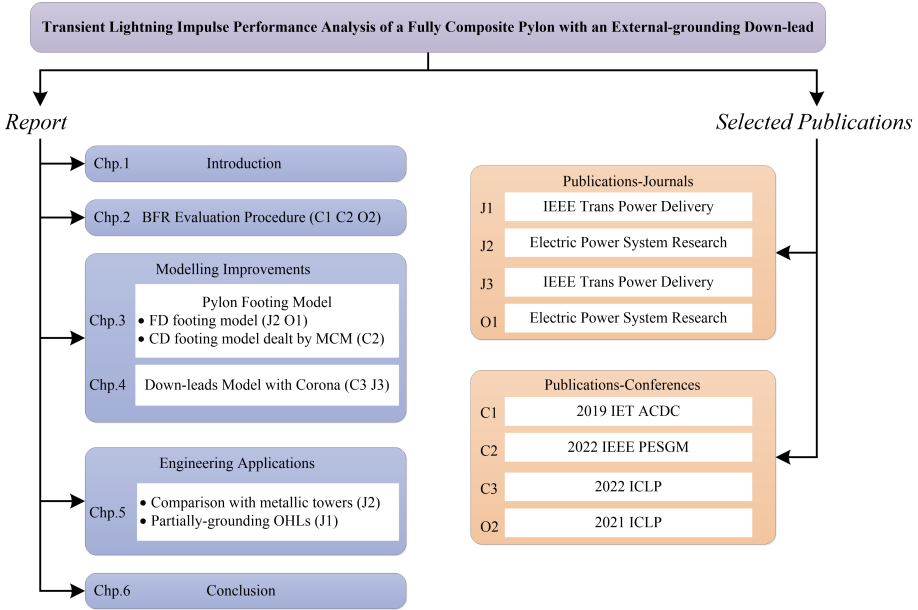 Transient Lightning Impulse Performance Analysis of a Fully Composite Pylon with an External-grounding Down-lead
Report
Chp.1 Introduction
Chp.2 BFR Evaluation Procedure (C1 C2 O2)
Modelling Improvements
Chp.3
Pylon Footing Model
• FD footing model (J2 O1)
• CD footing model dealt by MCM (C2)
Chp.4 Down-leads Model with Corona (C3 J3)
Engineering Applications
Chp.5
• Comparison with metallic towers (J2)
• Partially-grounding OHLs (J1)
Chp.6 Conclusion
Selected Publications
Publications-Journals
J1 IEEE Trans Power Delivery
J2 Electric Power System Research
J3 IEEE Trans Power Delivery
O1 Electric Power System Research
Publications-Conferences
C1 2019 IET ACDC
C2 2022 IEEE PESGM
C3 2022 ICLP
O2 2021 ICLP